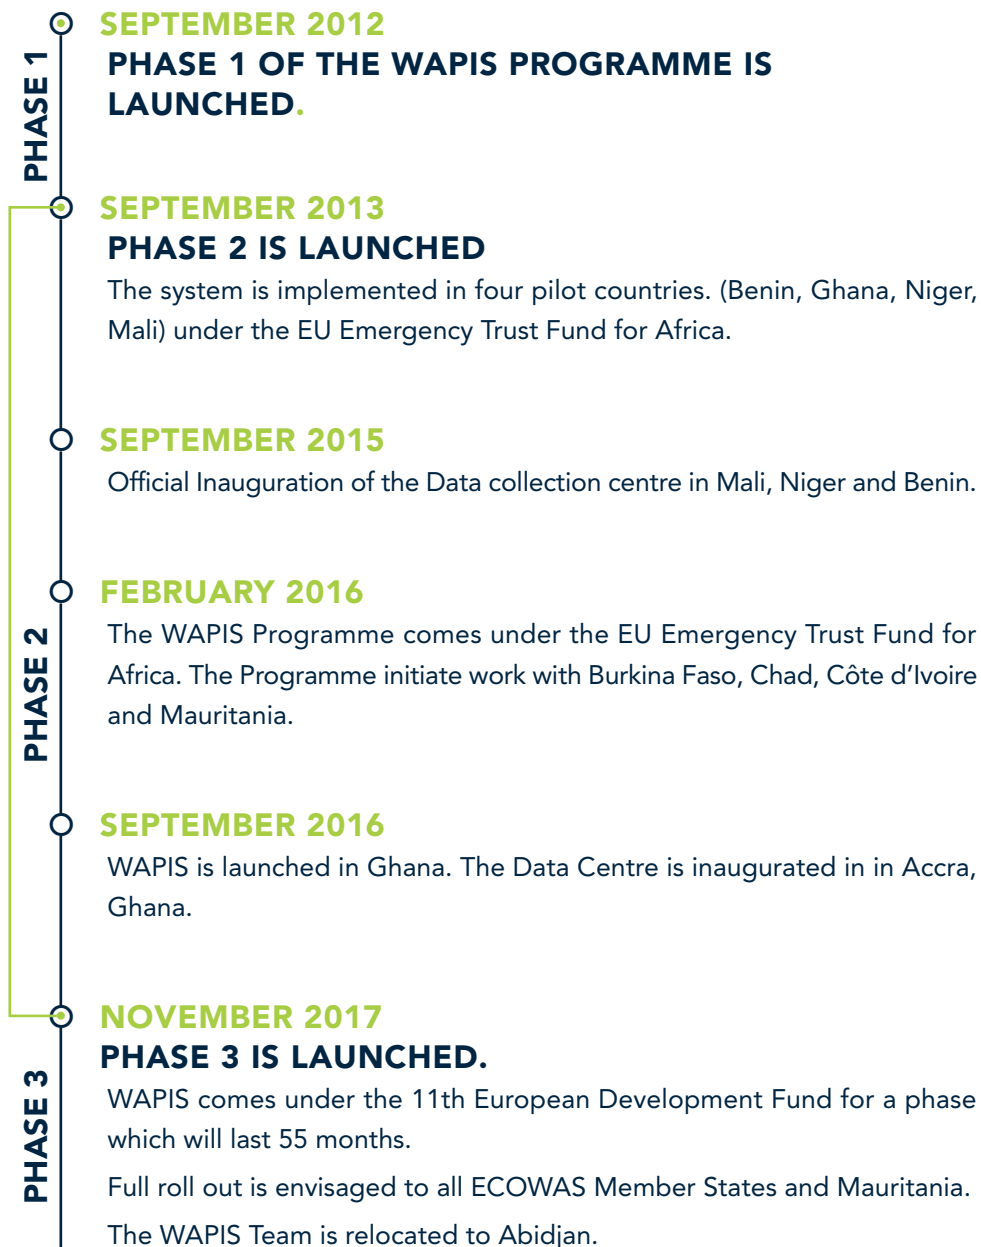 PHASE 1
SEPTEMBER 2012
PHASE 1 OF THE WAPIS PROGRAMME IS
LAUNCHED.
SEPTEMBER 2013
PHASE 2 IS LAUNCHED
The system is implemented in four pilot countries. (Benin, Ghana, Niger,
Mali) under the EU Emergency Trust Fund for Africa.
SEPTEMBER 2015
Official Inauguration of the Data collection centre in Mali, Niger and Benin.
PHASE 2
FEBRUARY 2016
The WAPIS Programme comes under the EU Emergency Trust Fund for
Africa. The Programme initiate work with Burkina Faso, Chad, Côte d’Ivoire
and Mauritania.
SEPTEMBER 2016
WAPIS is launched in Ghana. The Data Centre is inaugurated in in Accra,
Ghana.
PHASE 3
NOVEMBER 2017
PHASE 3 IS LAUNCHED.
WAPIS comes under the 11th European Development Fund for a phase
which will last 55 months.
Full roll out is envisaged to all ECOWAS Member States and Mauritania.
The WAPIS Team is relocated to Abidjan.